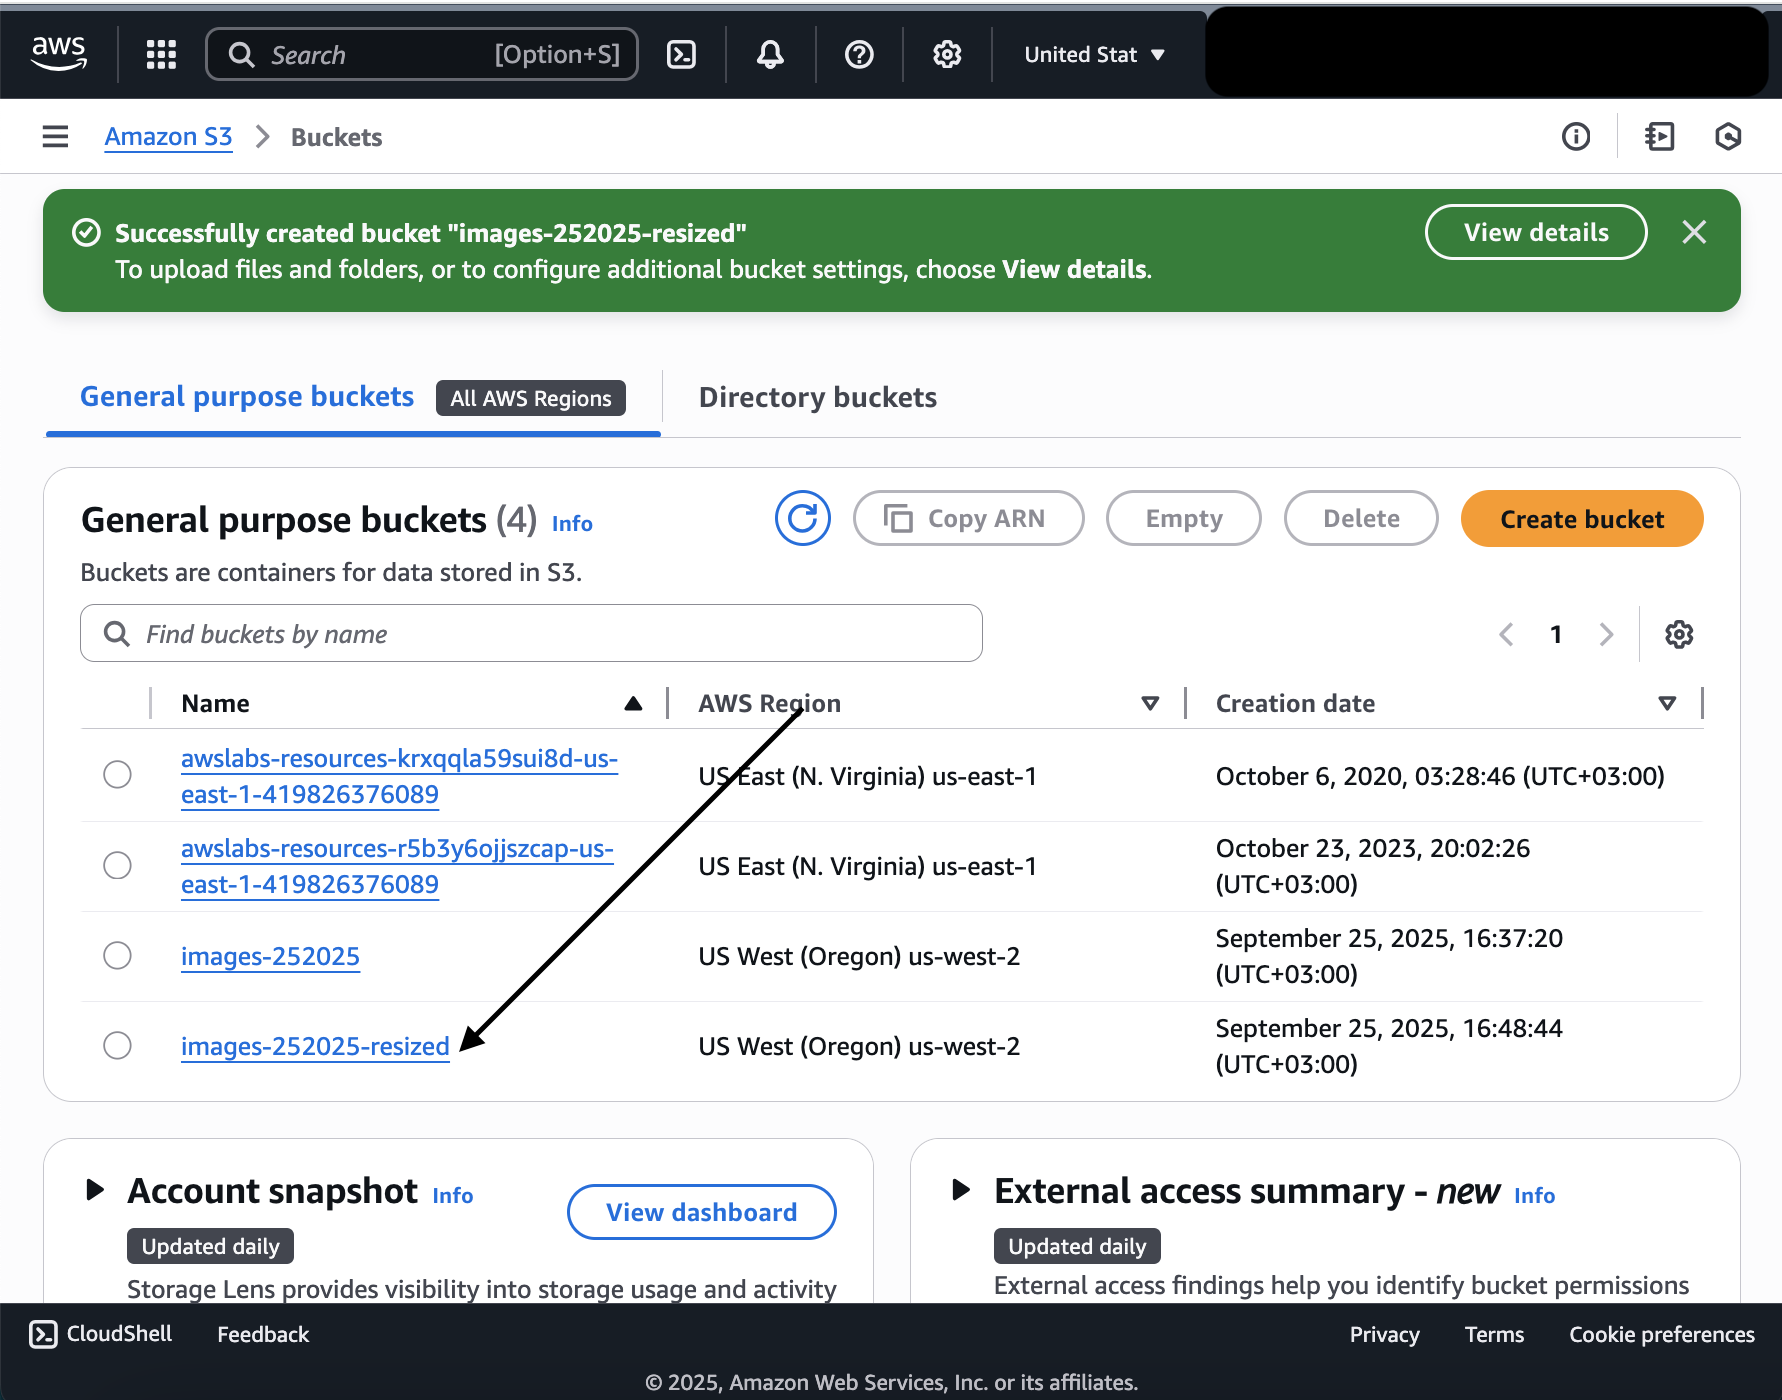 aws
Search [Option+S]
United Stat
Amazon S3 > Buckets
Successfully created bucket "images-252025-resized"
To upload files and folders, or to configure additional bucket settings, choose View details.
View details
General purpose buckets All AWS Regions
Directory buckets
General purpose buckets (4) Info
Copy ARN
Empty
Delete
Create bucket
Buckets are containers for data stored in S3.
Find buckets by name
1
Name AWS Region Creation date
awslabs-resources-krxqqla59sui8d-us-
east-1-419826376089
US East (N. Virginia) us-east-1
October 6, 2020, 03:28:46 (UTC+03:00)
awslabs-resources-r5b3y6ojjszcap-us-
east-1-419826376089
US East (N. Virginia) us-east-1
October 23, 2023, 20:02:26
(UTC+03:00)
images-252025
US West (Oregon) us-west-2
September 25, 2025, 16:37:20
(UTC+03:00)
images-252025-resized
US West (Oregon) us-west-2
September 25, 2025, 16:48:44
(UTC+03:00)
Account snapshot Info
View dashboard
Updated daily
Storage Lens provides visibility into storage usage and activity
External access summary - new Info
Updated daily
External access findings help you identify bucket permissions
CloudShell Feedback
Privacy Terms Cookie preferences
© 2025, Amazon Web Services, Inc. or its affiliates.